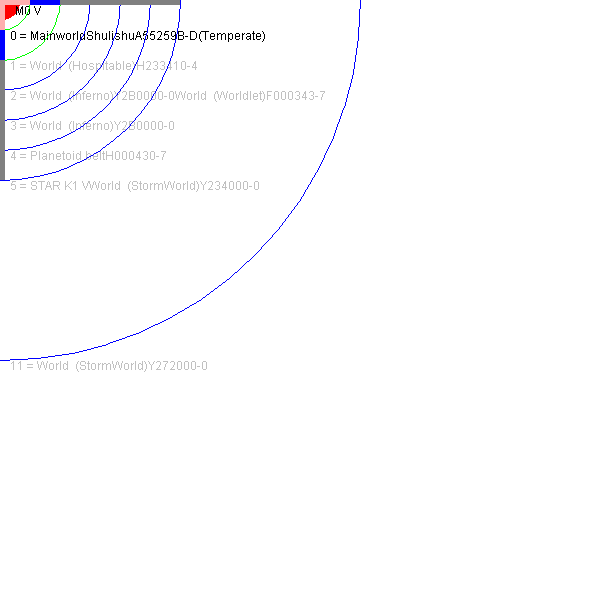 M0 V
0 = MainworldShulishuA55259B-D(Temperate)
1 = World (Hospitable)H233410-4
2 = World (Inferno)Y2B0000-0World (Worldlet)F000343-7
3 = World (Inferno)Y2B0000-0
4 = Planetoid beltH000430-7
5 = STAR K1 VWorld (StormWorld)Y234000-0
11 = World (StormWorld)Y272000-0